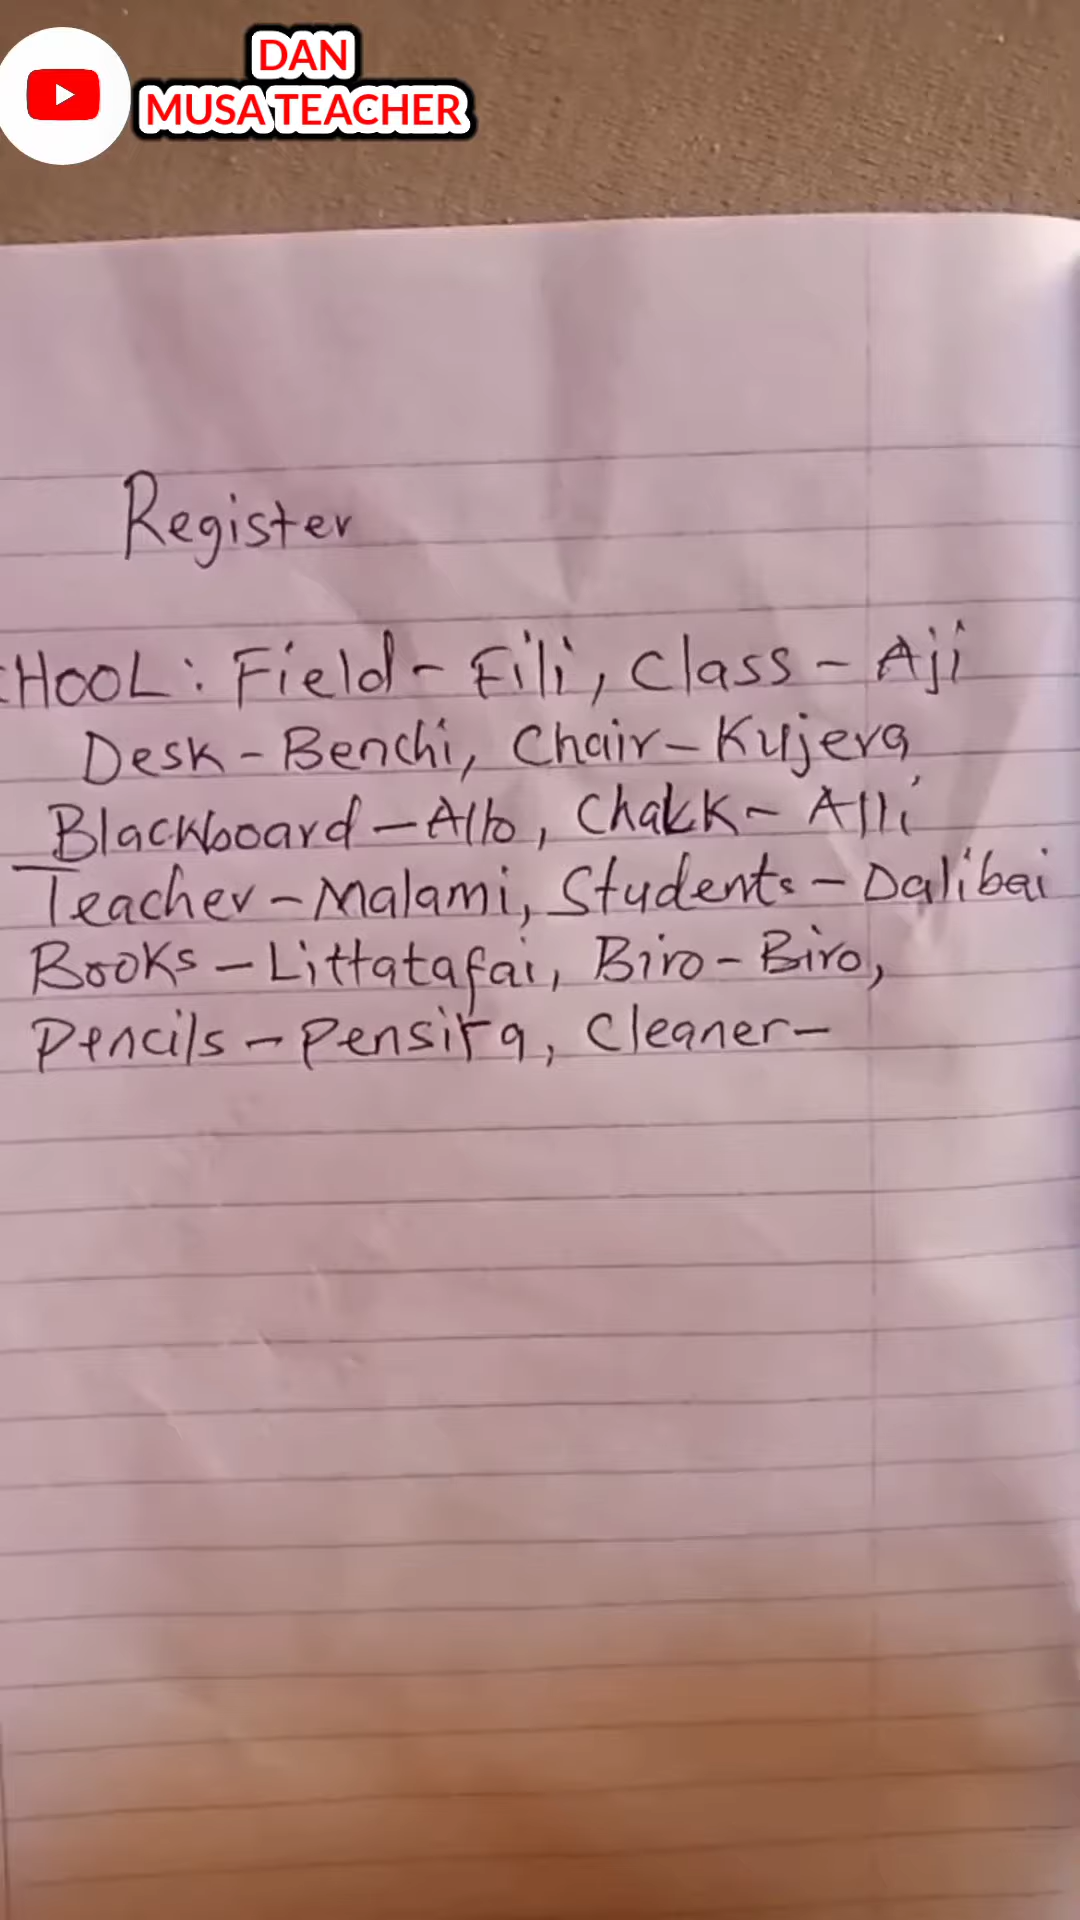 DAN
MUSA TEACHER
Register
CHOOL: Field - Fili, Class - Aji
Desk - Benchi, Chair - Kujera
Blackboard - Allo, Chalk - Alli
Teacher - Malami, Students - Dalibai
Books - Littatafai, Biro - Biro,
Pencils - Pensira, Cleaner -